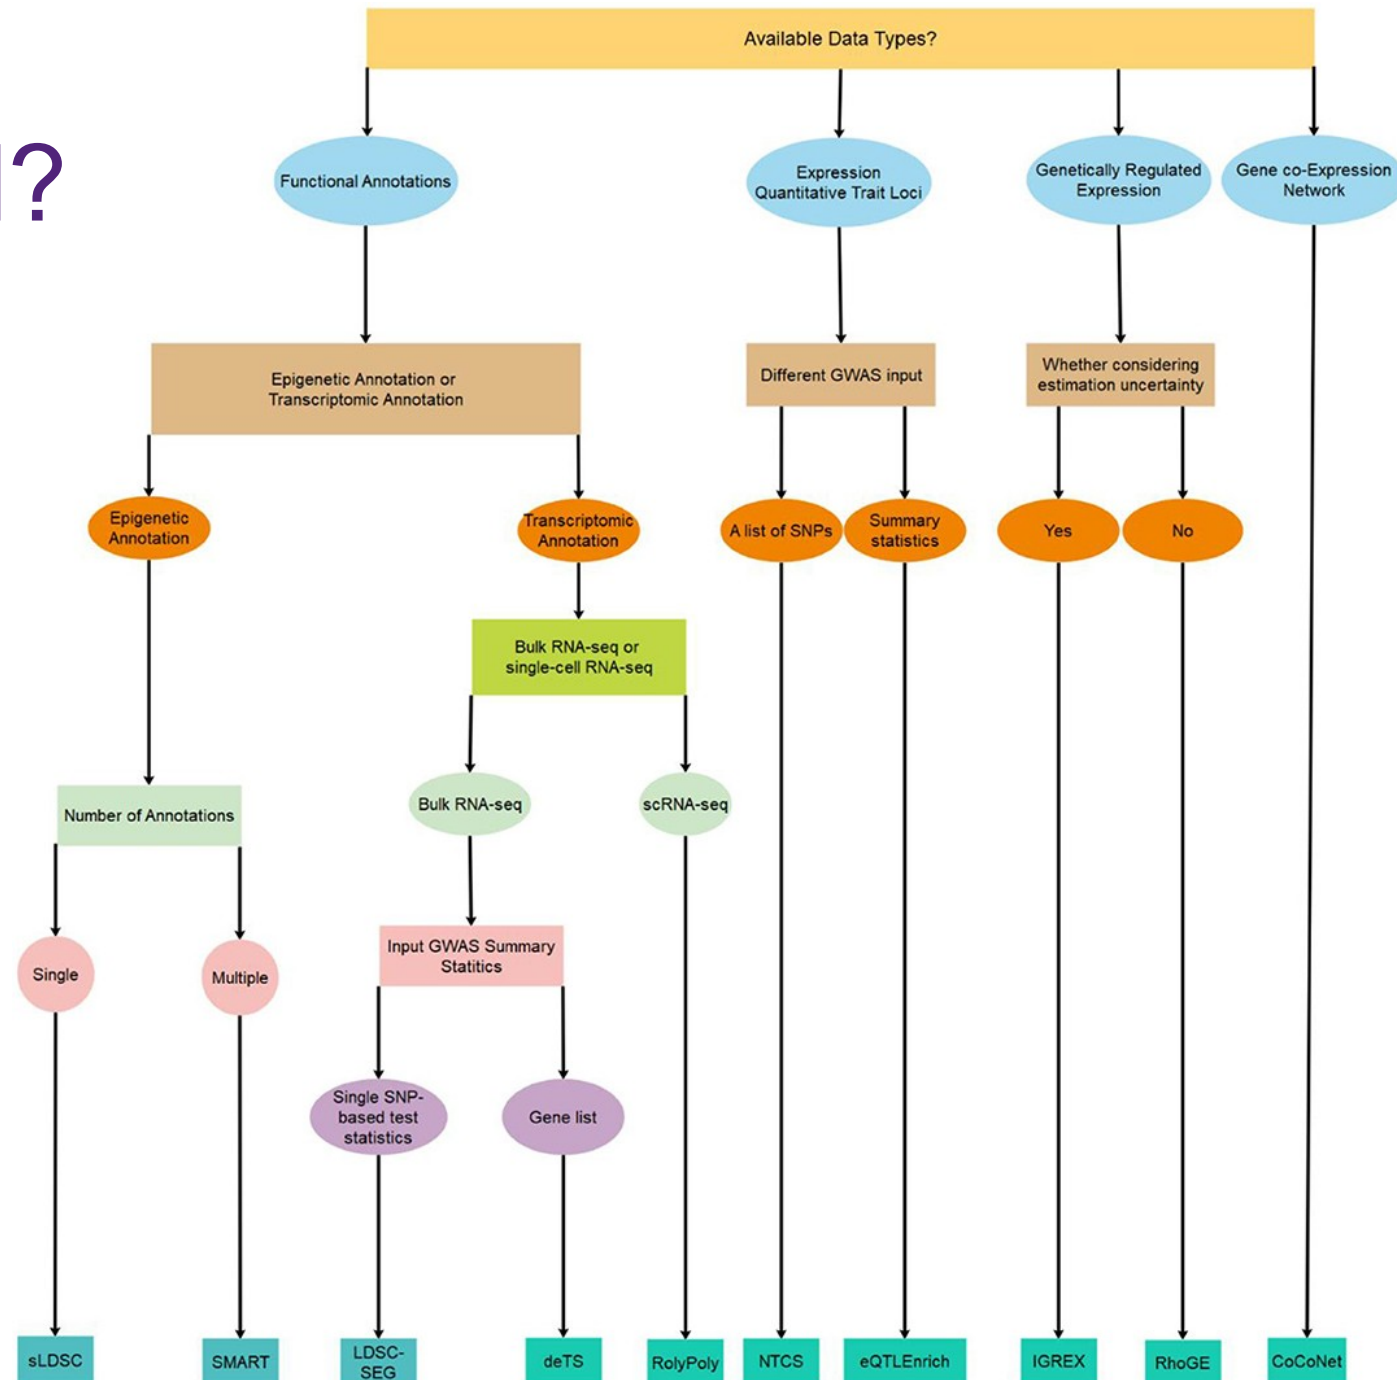 ?
Available Data Types?
Functional Annotations
Expression
Quantitative Trait Loci
Genetically Regulated
Expression
Gene co-Expression
Network
Epigenetic Annotation or
Transcriptomic Annotation
Different GWAS input
Whether considering
estimation uncertainty
Epigenetic
Annotation
Transcriptomic
Annotation
A list of SNPs
Summary
statistics
Yes
No
Bulk RNA-seq or
single-cell RNA-seq
Number of Annotations
Bulk RNA-seq
scRNA-seq
Single
Multiple
Input GWAS Summary
Statitics
Single SNP-
based test
statistics
Gene list
sLDSC
SMART
LDSC-
SEG
deTS
RolyPoly
NTCS
eQTLEnrich
IGREX
RhoGE
CoCoNet